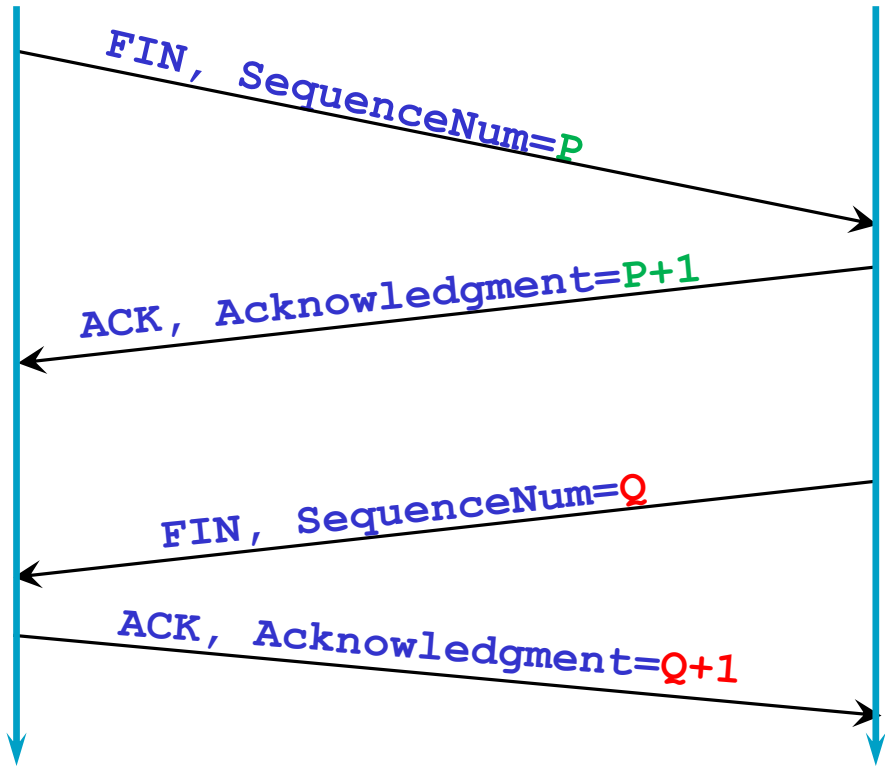 FIN, SequenceNum=P
ACK, Acknowledgment=P+1
FIN, SequenceNum=Q
ACK, Acknowledgment=Q+1